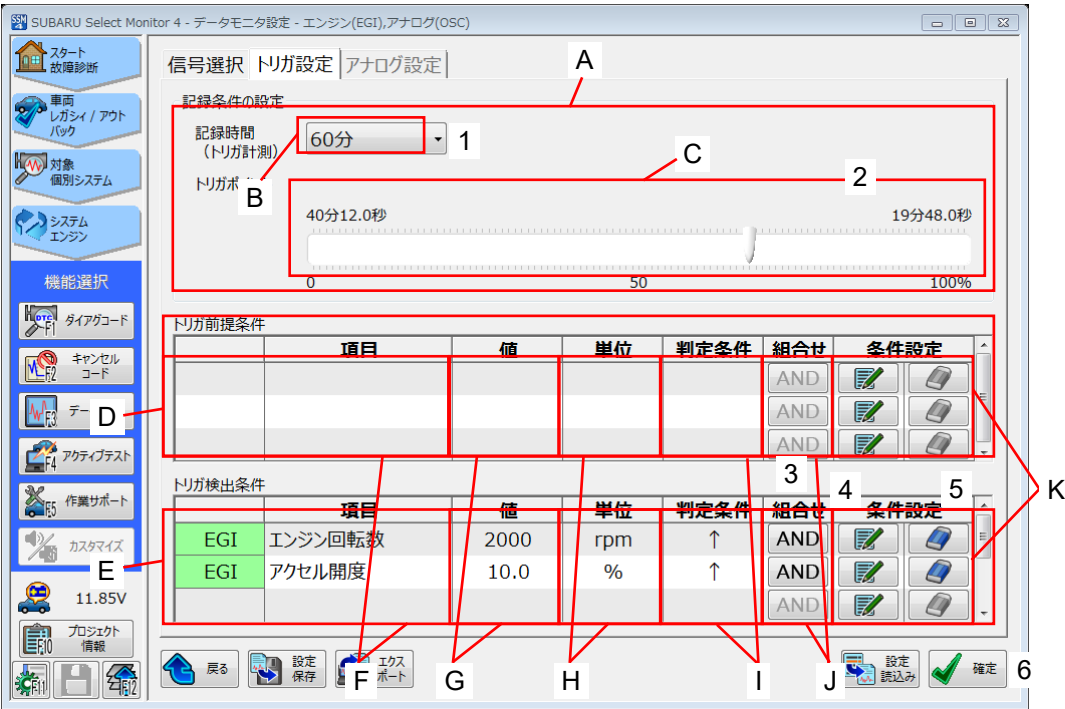 SUBARU Select Monitor 4 - データモニタ設定 - エンジン(EGI),アナログ(OSC)
スタート
故障診断
車両
レガシィ / アウト
バック
対象
個別システム
システム
エンジン
機能選択
DTC
F1
ダイアグコード
F2
キャンセル
コード
F3
デー
F4
アクティブテスト
F5
作業サポート
カスタマイズ
11.85V
F10
プロジェクト
情報
F11
F12
信号選択
トリガ設定
アナログ設定
A
記録条件の設定
記録時間
(トリガ計測)
60分
1
B
C
2
トリガポ
40分12.0秒
19分48.0秒
0
50
100%
トリガ前提条件
項目 値 単位 判定条件 組合せ 条件設定
AND
AND
AND
D
3
K
トリガ検出条件
4
5
項目 値 単位 判定条件 組合せ 条件設定
EGI エンジン回転数 2000 rpm ↑ AND
EGI アクセル開度 10.0 % ↑ AND
AND
E
F
G
H
I
J
戻る
設定
保存
エクス
ポート
設定
読込み
確定
6